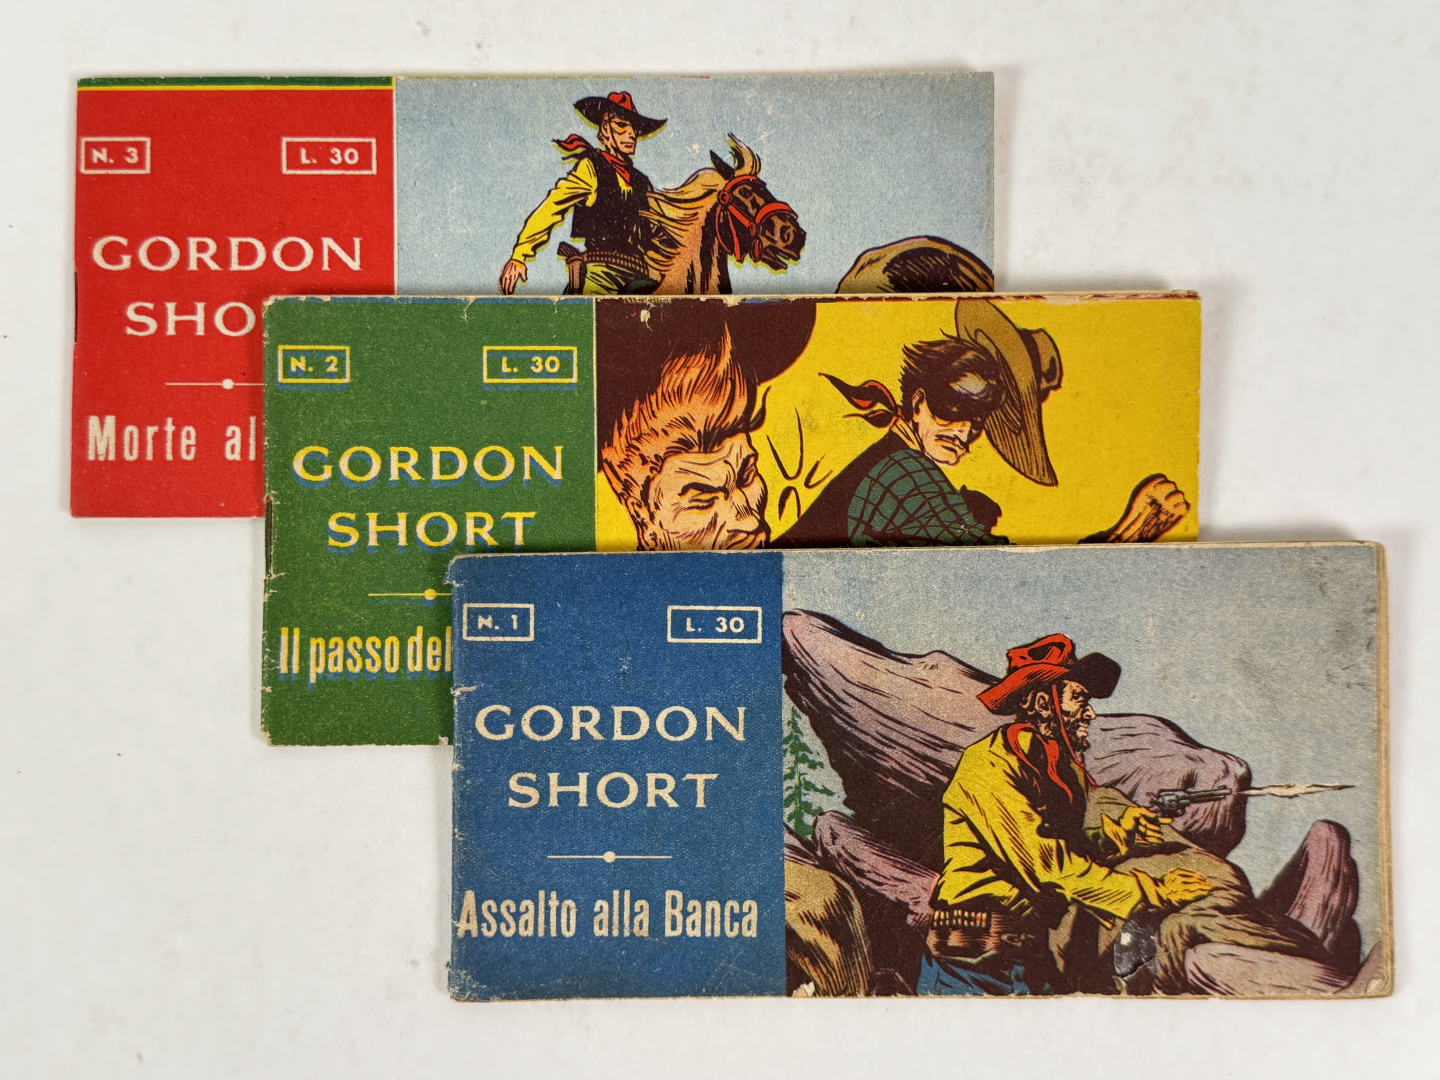 N. 3 L. 30
GORDON
SHO
Morte al
N. 2 L. 30
GORDON
SHORT
Il passo del
N. 1 L. 30
GORDON
SHORT
Assalto alla Banca